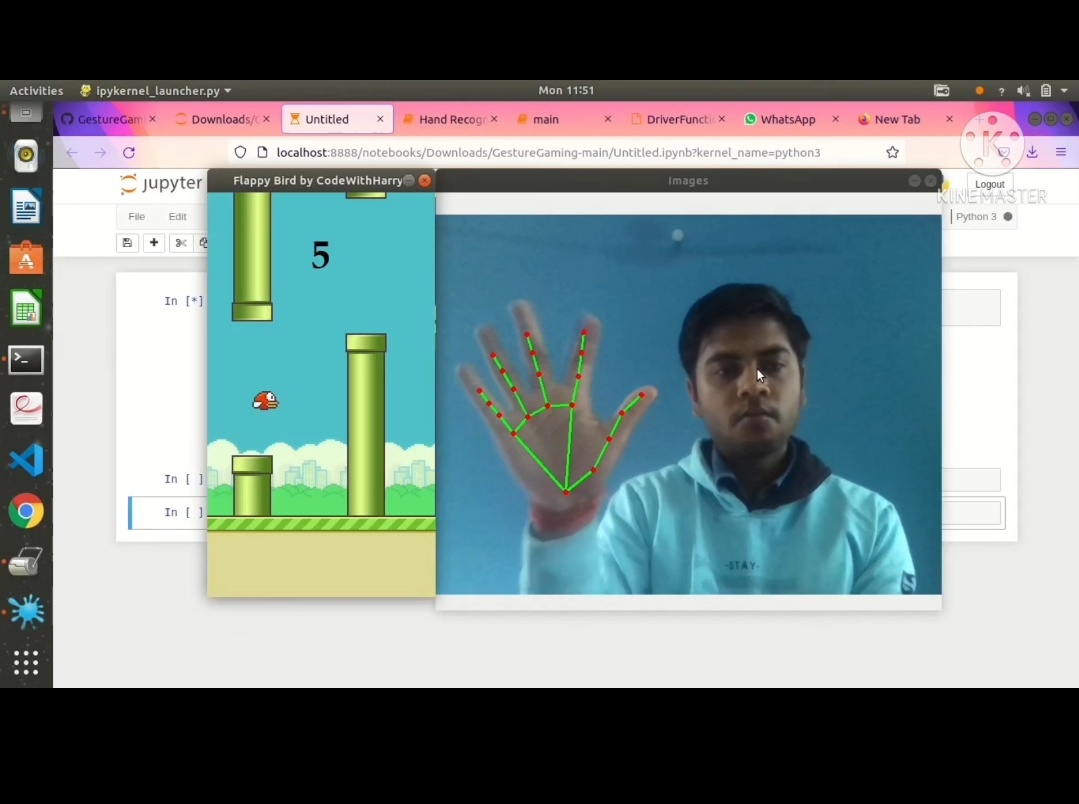 Activities
ipykernel_launcher.py
Mon 11:51
GestureGam
Downloads/G
Untitled
Hand Recogn
main
DriverFuncti
WhatsApp
New Tab
localhost:8888/notebooks/Downloads/GestureGaming-main/Untitled.ipynb?kernel_name=python3
K
KINEMASTER
jupyter
Flappy Bird by CodeWithHarry
Images
Logout
File
Edit
Python 3
5
In [*]
In [ ]
In [ ]
-STAY-